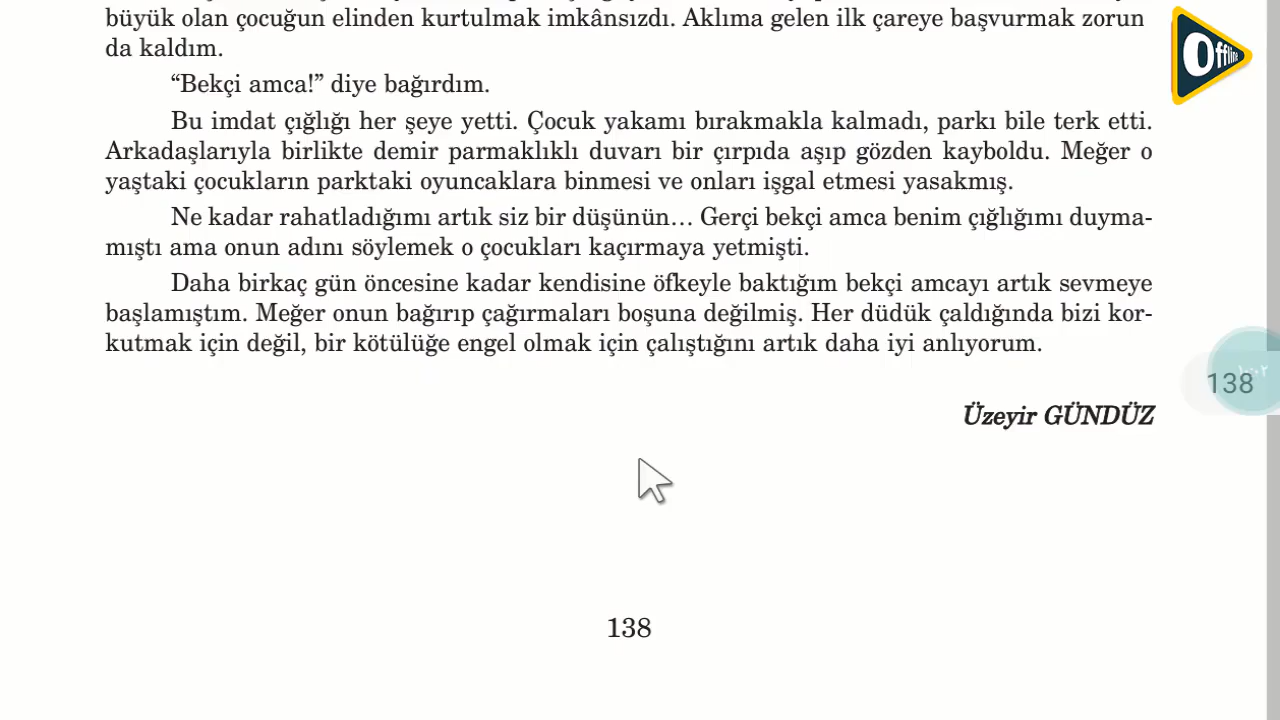 büyük olan çocuğun elinden kurtulmak imkânsızdı. Aklıma gelen ilk çareye başvurmak zorun
da kaldım.
“Bekçi amca!” diye bağırdım.
Bu imdat çığlığı her şeye yetti. Çocuk yakamı bırakmakla kalmadı, parkı bile terk etti.
Arkadaşlarıyla birlikte demir parmaklıklı duvarı bir çırpıda aşıp gözden kayboldu. Meğer o
yaştaki çocukların parktaki oyuncaklara binmesi ve onları işgal etmesi yasakmış.
Ne kadar rahatladığımı artık siz bir düşünün... Gerçi bekçi amca benim çığlığımı duyma-
mıştı ama onun adını söylemek o çocukları kaçırmaya yetmişti.
Daha birkaç gün öncesine kadar kendisine öfkeyle baktığım bekçi amcayı artık sevmeye
başlamıştım. Meğer onun bağırıp çağırmaları boşuna değilmiş. Her düdük çaldığında bizi kor-
kutmak için değil, bir kötülüğe engel olmak için çalıştığını artık daha iyi anlıyorum.
Üzeyir GÜNDÜZ
138
Offline
138